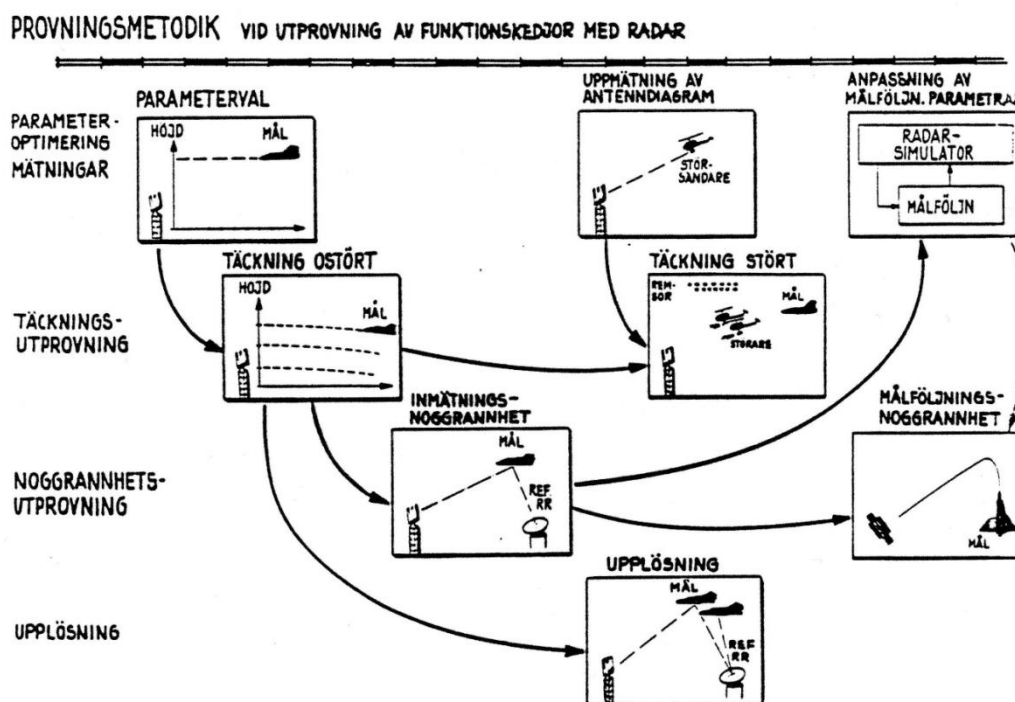 PROVNINGSMETODIK VID UTPROVNING AV FUNKTIONSKEDJOR MED RADAR
PARAMETER-
OPTIMERING
MÄTNINGAR
PARAMETERVAL
HÖJD
MÅL
UPPMÄTNING AV
ANTENNDIAGRAM
STÖR-
SÄNDARE
ANPASSNING AV
MÅLFÖLJN. PARAMETRAR
RADAR-
SIMULATOR
MÅLFÖLJN
TÄCKNINGS-
UTPROVNING
TÄCKNING OSTÖRT
HÖJD
MÅL
TÄCKNING STÖRT
REM-
SOR
MÅL
STÖRARE
NOGGRANNHETS-
UTPROVNING
INMÄTNINGS-
NOGGRANNHET
MÅL
REF.
RR
MÅLFÖLJNINGS-
NOGGRANNHET
MÅL
UPPLÖSNING
UPPLÖSNING
MÅL
REF
RR